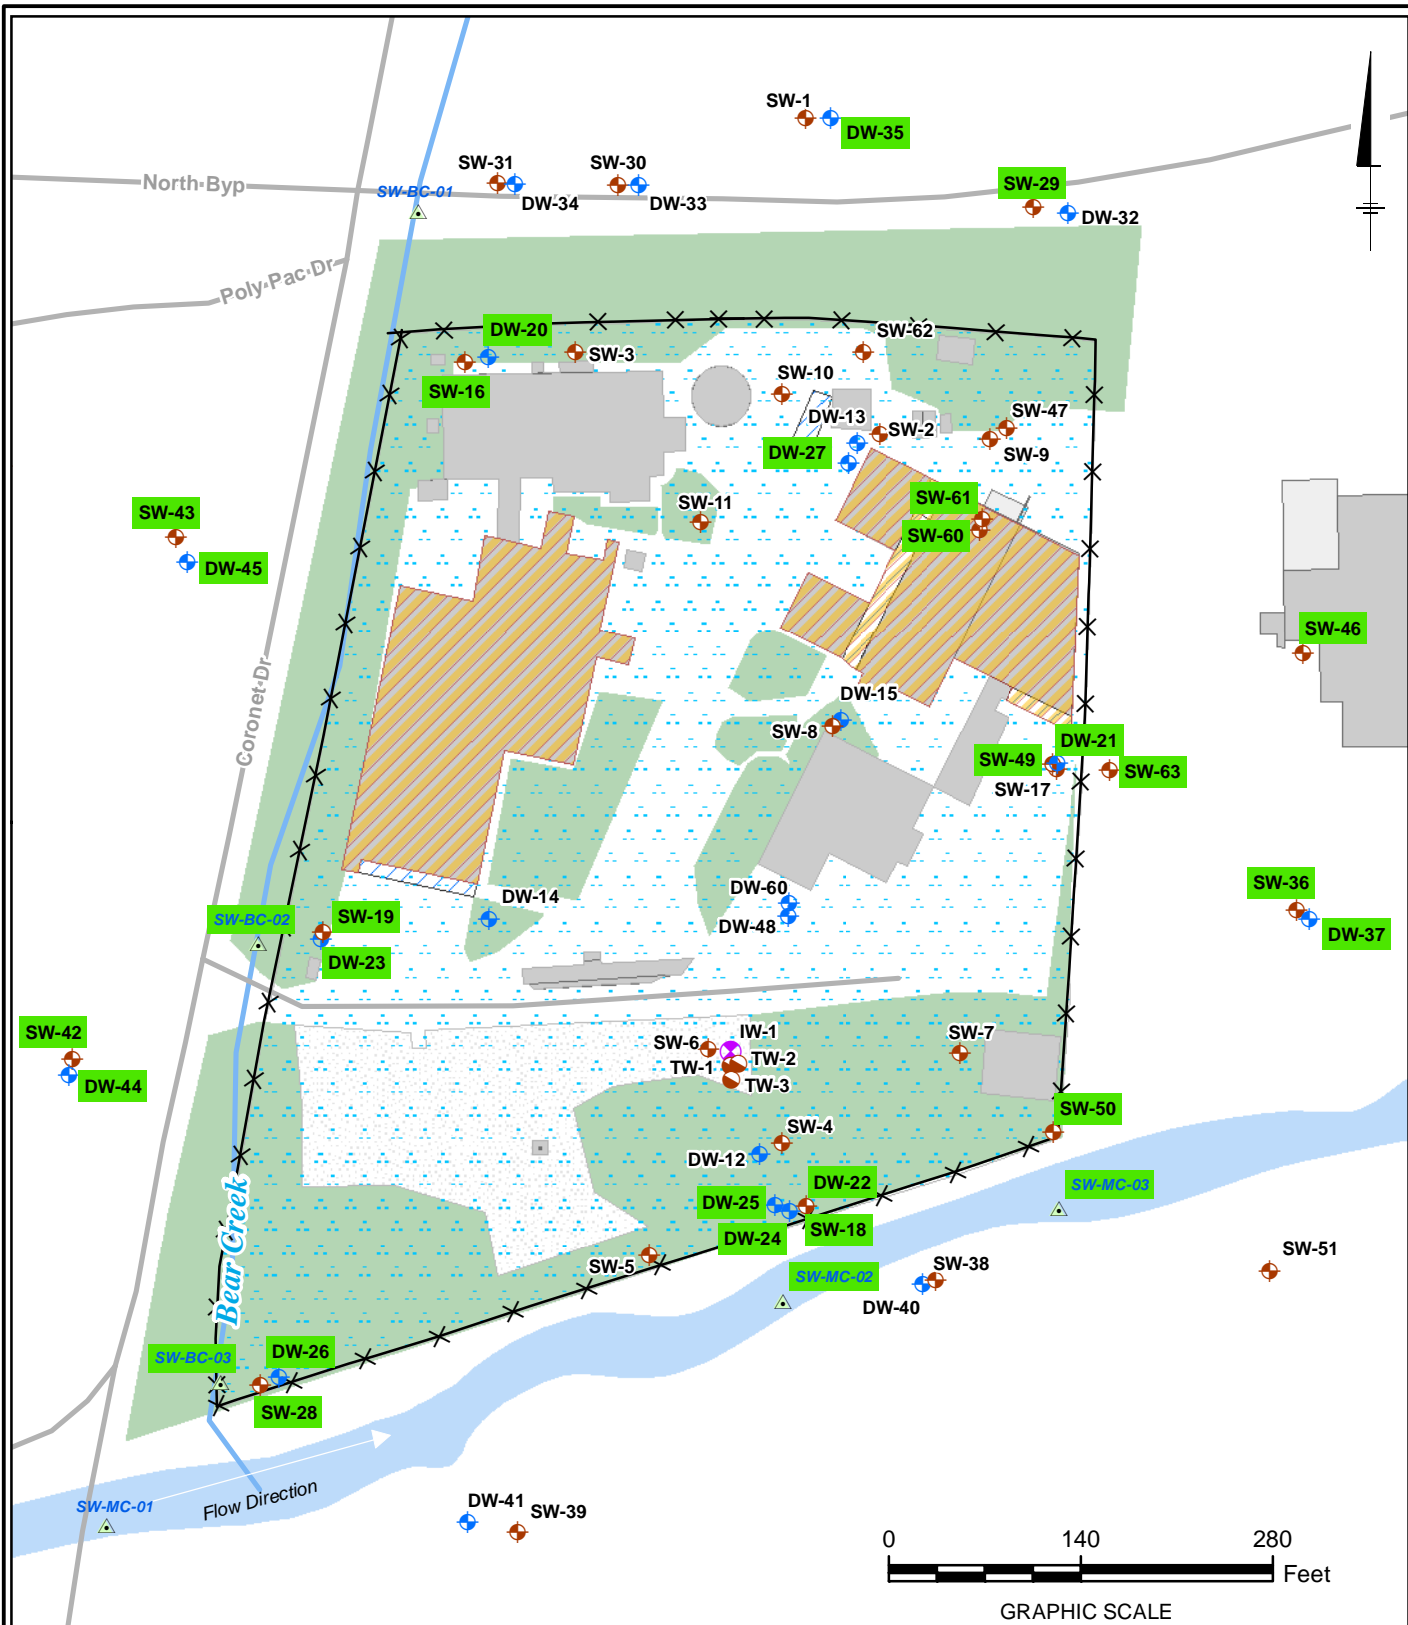 SW-1
DW-35
SW-31
SW-30
DW-34
DW-33
SW-29
DW-32
North Byp
SW-BC-01
Poly Pac Dr
DW-20
SW-3
SW-16
SW-62
SW-10
DW-13
SW-2
SW-47
SW-9
DW-27
SW-61
SW-60
SW-11
SW-43
DW-45
SW-46
Coronet Dr
DW-15
SW-8
DW-21
SW-49
SW-17
SW-63
DW-60
DW-48
DW-14
SW-36
DW-37
SW-BC-02
SW-19
DW-23
SW-42
DW-44
IW-1
SW-6
TW-2
TW-1
TW-3
SW-7
SW-50
SW-4
DW-12
DW-22
DW-25
SW-18
DW-24
SW-MC-03
Bear Creek
SW-5
SW-MC-02
SW-38
DW-40
SW-51
SW-BC-03
DW-26
SW-28
Flow Direction
SW-MC-01
DW-41
SW-39
0 140 280
Feet
GRAPHIC SCALE